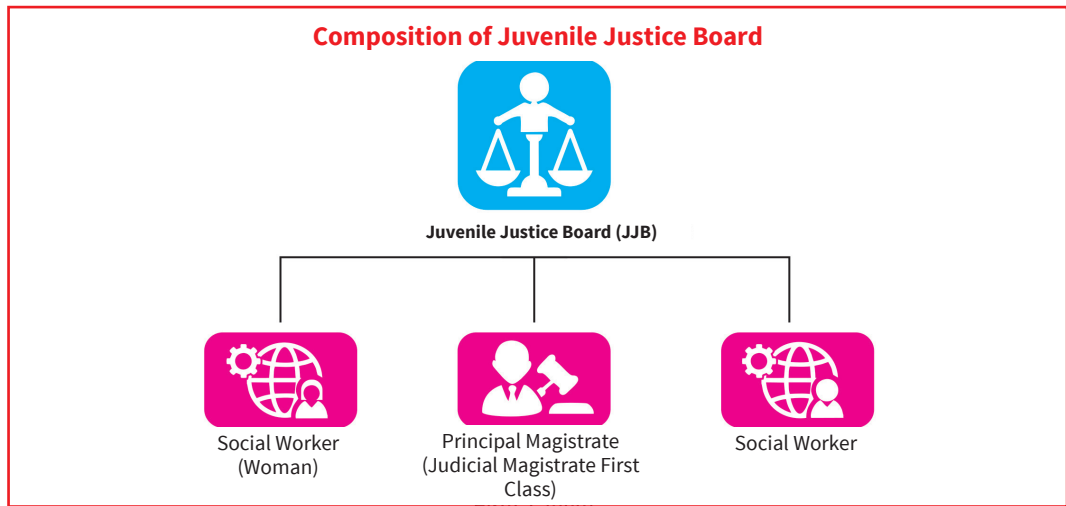 Composition of Juvenile Justice Board
Juvenile Justice Board (JJB)
Social Worker
(Woman)
Principal Magistrate
(Judicial Magistrate First
Class)
Social Worker